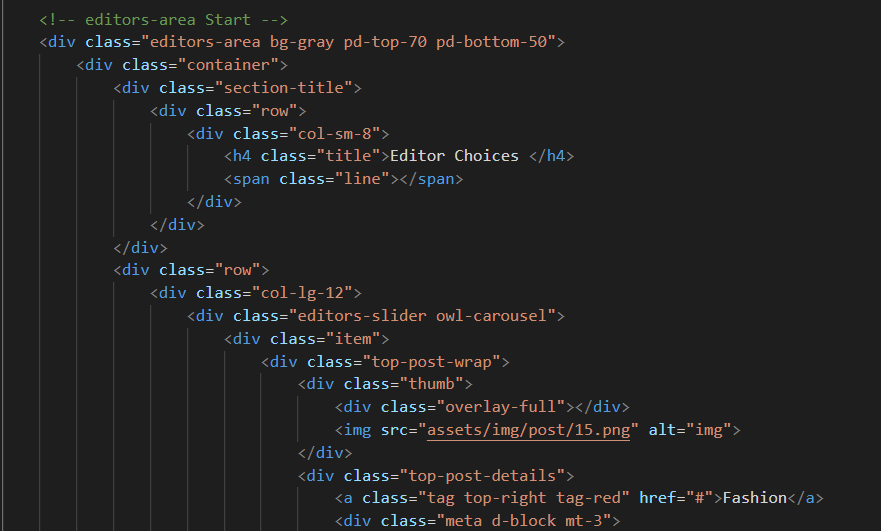 <!-- editors-area Start -->
<div class="editors-area bg-gray pd-top-70 pd-bottom-50">
<div class="container">
<div class="section-title">
<div class="row">
<div class="col-sm-8">
<h4 class="title">Editor Choices </h4>
<span class="line"></span>
</div>
</div>
</div>
<div class="row">
<div class="col-lg-12">
<div class="editors-slider owl-carousel">
<div class="item">
<div class="top-post-wrap">
<div class="thumb">
<div class="overlay-full"></div>
<img src="assets/img/post/15.png" alt="img">
</div>
<div class="top-post-details">
<a class="tag top-right tag-red" href="#">Fashion</a>
<div class="meta d-block mt-3">